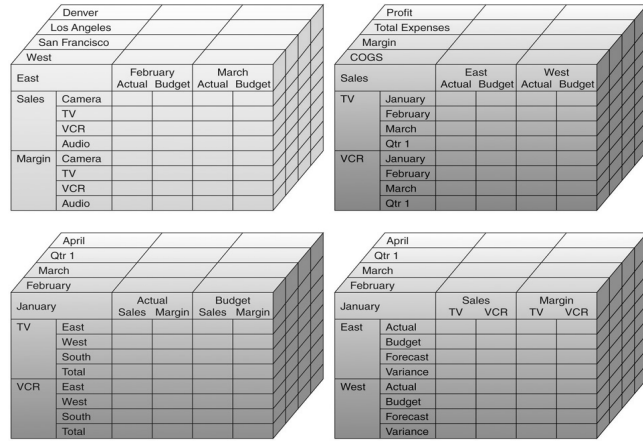 Denver
Los Angeles
San Francisco
West
East
February March
Actual Budget Actual Budget
Sales Camera
TV
VCR
Audio
Margin Camera
TV
VCR
Audio
Profit
Total Expenses
Margin
COGS
Sales
East West
Actual Budget Actual Budget
TV January
February
March
Qtr 1
VCR January
February
March
Qtr 1
April
Qtr 1
March
February
January
Actual Budget
Sales Margin Sales Margin
TV East
West
South
Total
VCR East
West
South
Total
April
Qtr 1
March
February
January
Sales Margin
TV VCR TV VCR
East Actual
Budget
Forecast
Variance
West Actual
Budget
Forecast
Variance